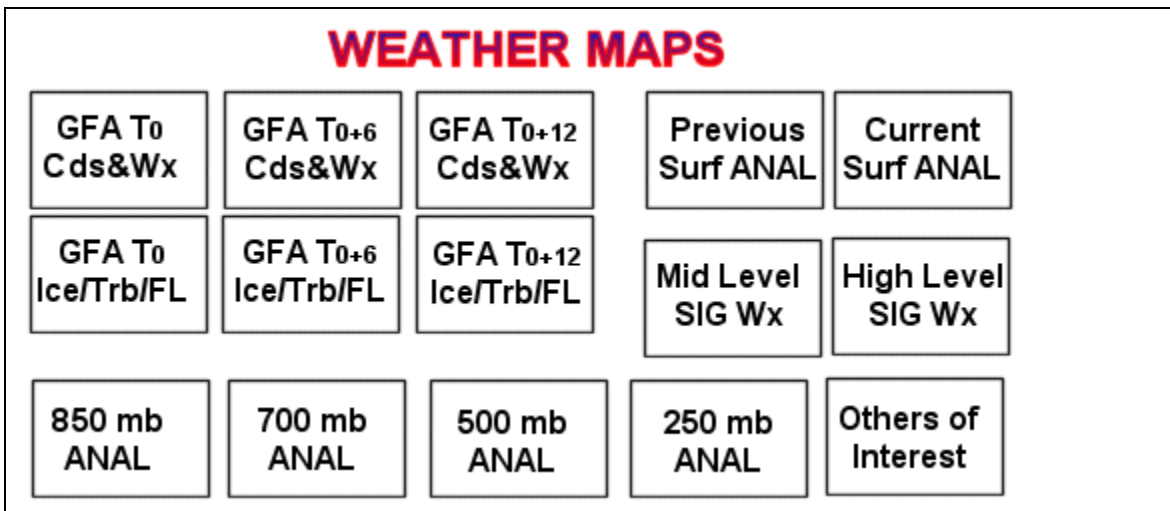 WEATHER MAPS
GFA T0
Cds&Wx
GFA T0+6
Cds&Wx
GFA T0+12
Cds&Wx
Previous
Surf ANAL
Current
Surf ANAL
GFA T0
Ice/Trb/FL
GFA T0+6
Ice/Trb/FL
GFA T0+12
Ice/Trb/FL
Mid Level
SIG Wx
High Level
SIG Wx
850 mb
ANAL
700 mb
ANAL
500 mb
ANAL
250 mb
ANAL
Others of
Interest